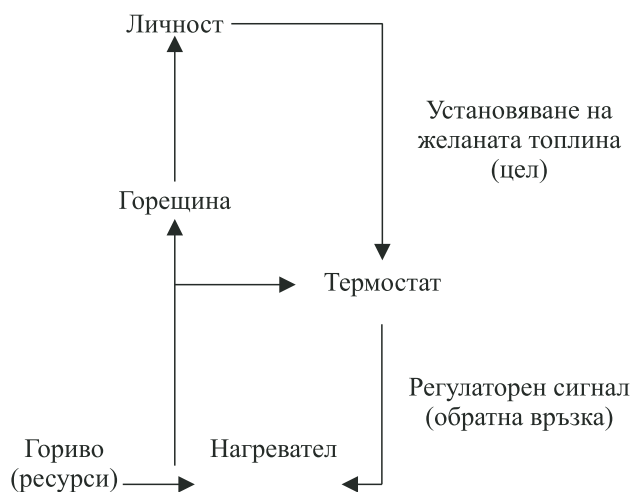 Личност
Установяване на
желаната топлина
(цел)
Горещина
Термостат
Регулаторен сигнал
(обратна връзка)
Гориво
(ресурси)
Нагревател